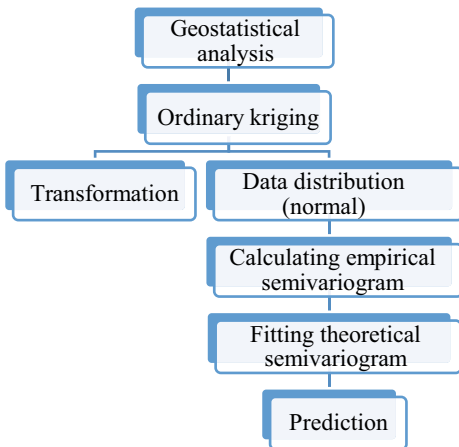 Geostatistical
analysis
Ordinary kriging
Transformation
Data distribution
(normal)
Calculating empirical
semivariogram
Fitting theoretical
semivariogram
Prediction